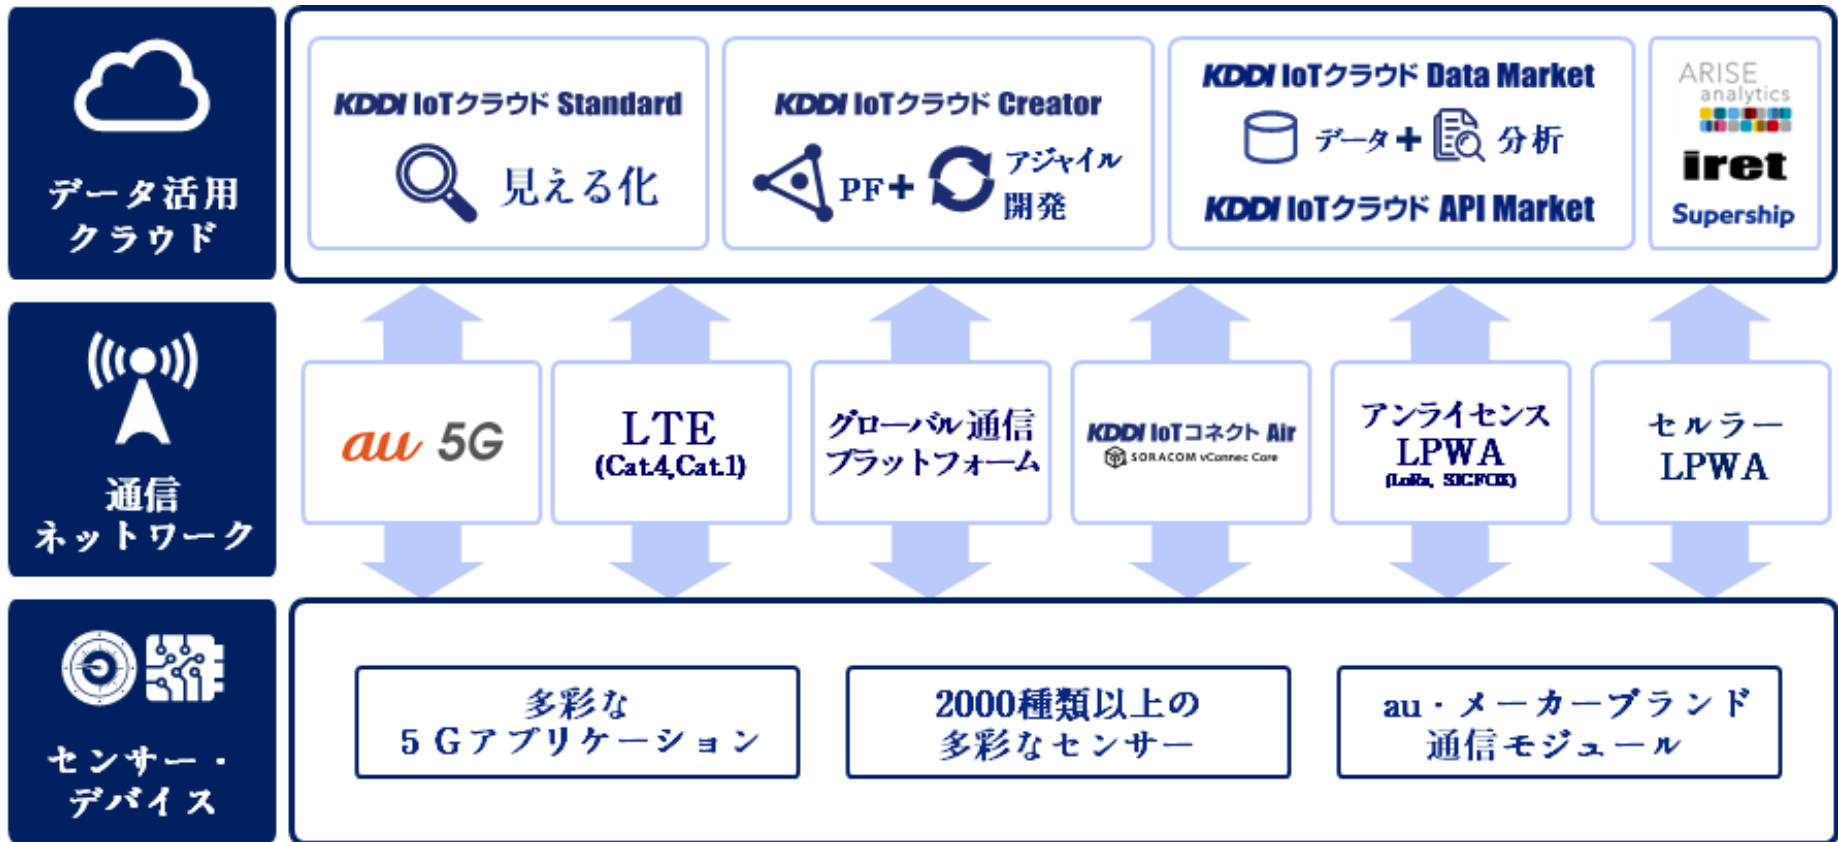 データ活用
クラウド
KDDI IoTクラウド Standard
見える化
KDDI IoTクラウド Creator
PF+
アジャイル
開発
KDDI IoTクラウド Data Market
データ+
分析
KDDI IoTクラウド API Market
ARISE
analytics
iret
Supership
通信
ネットワーク
au 5G
LTE
(Cat.4,Cat.1)
グローバル通信
プラットフォーム
KDDI IoTコネクト Air
SORACOM vConnec Core
アンライセンス
LPWA
(LoRa, SIGFOX)
セルラー
LPWA
センサー・
デバイス
多彩な
5 Gアプリケーション
2000種類以上の
多彩なセンサー
au・メーカーブランド
通信モジュール